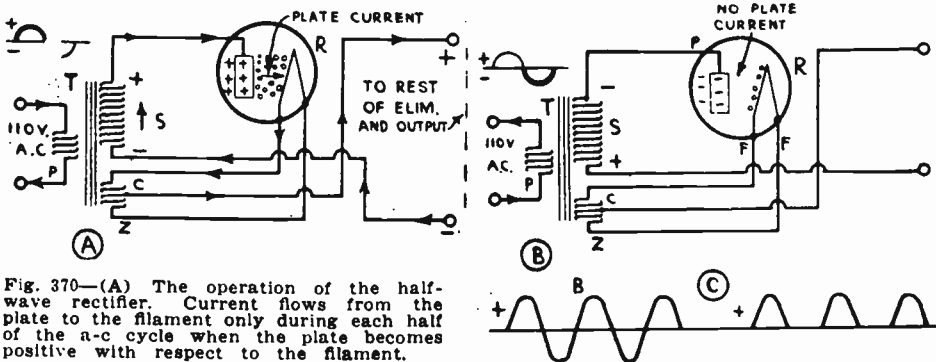 PLATE CURRENT
+
-
T
+
S
-
110V.
A.C
P
C
Z
+ +
+ +
+ +
R
+
TO REST
OF ELIM.
AND OUTPUT
-
A
NO PLATE
CURRENT
+
-
P
R
T
-
S
+
110V
A.C.
P
C
Z
F
F
B
Fig. 370—(A) The operation of the half-
wave rectifier. Current flows from the
plate to the filament only during each half
of the a-c cycle when the plate becomes
positive with respect to the filament.
+
B
C
+